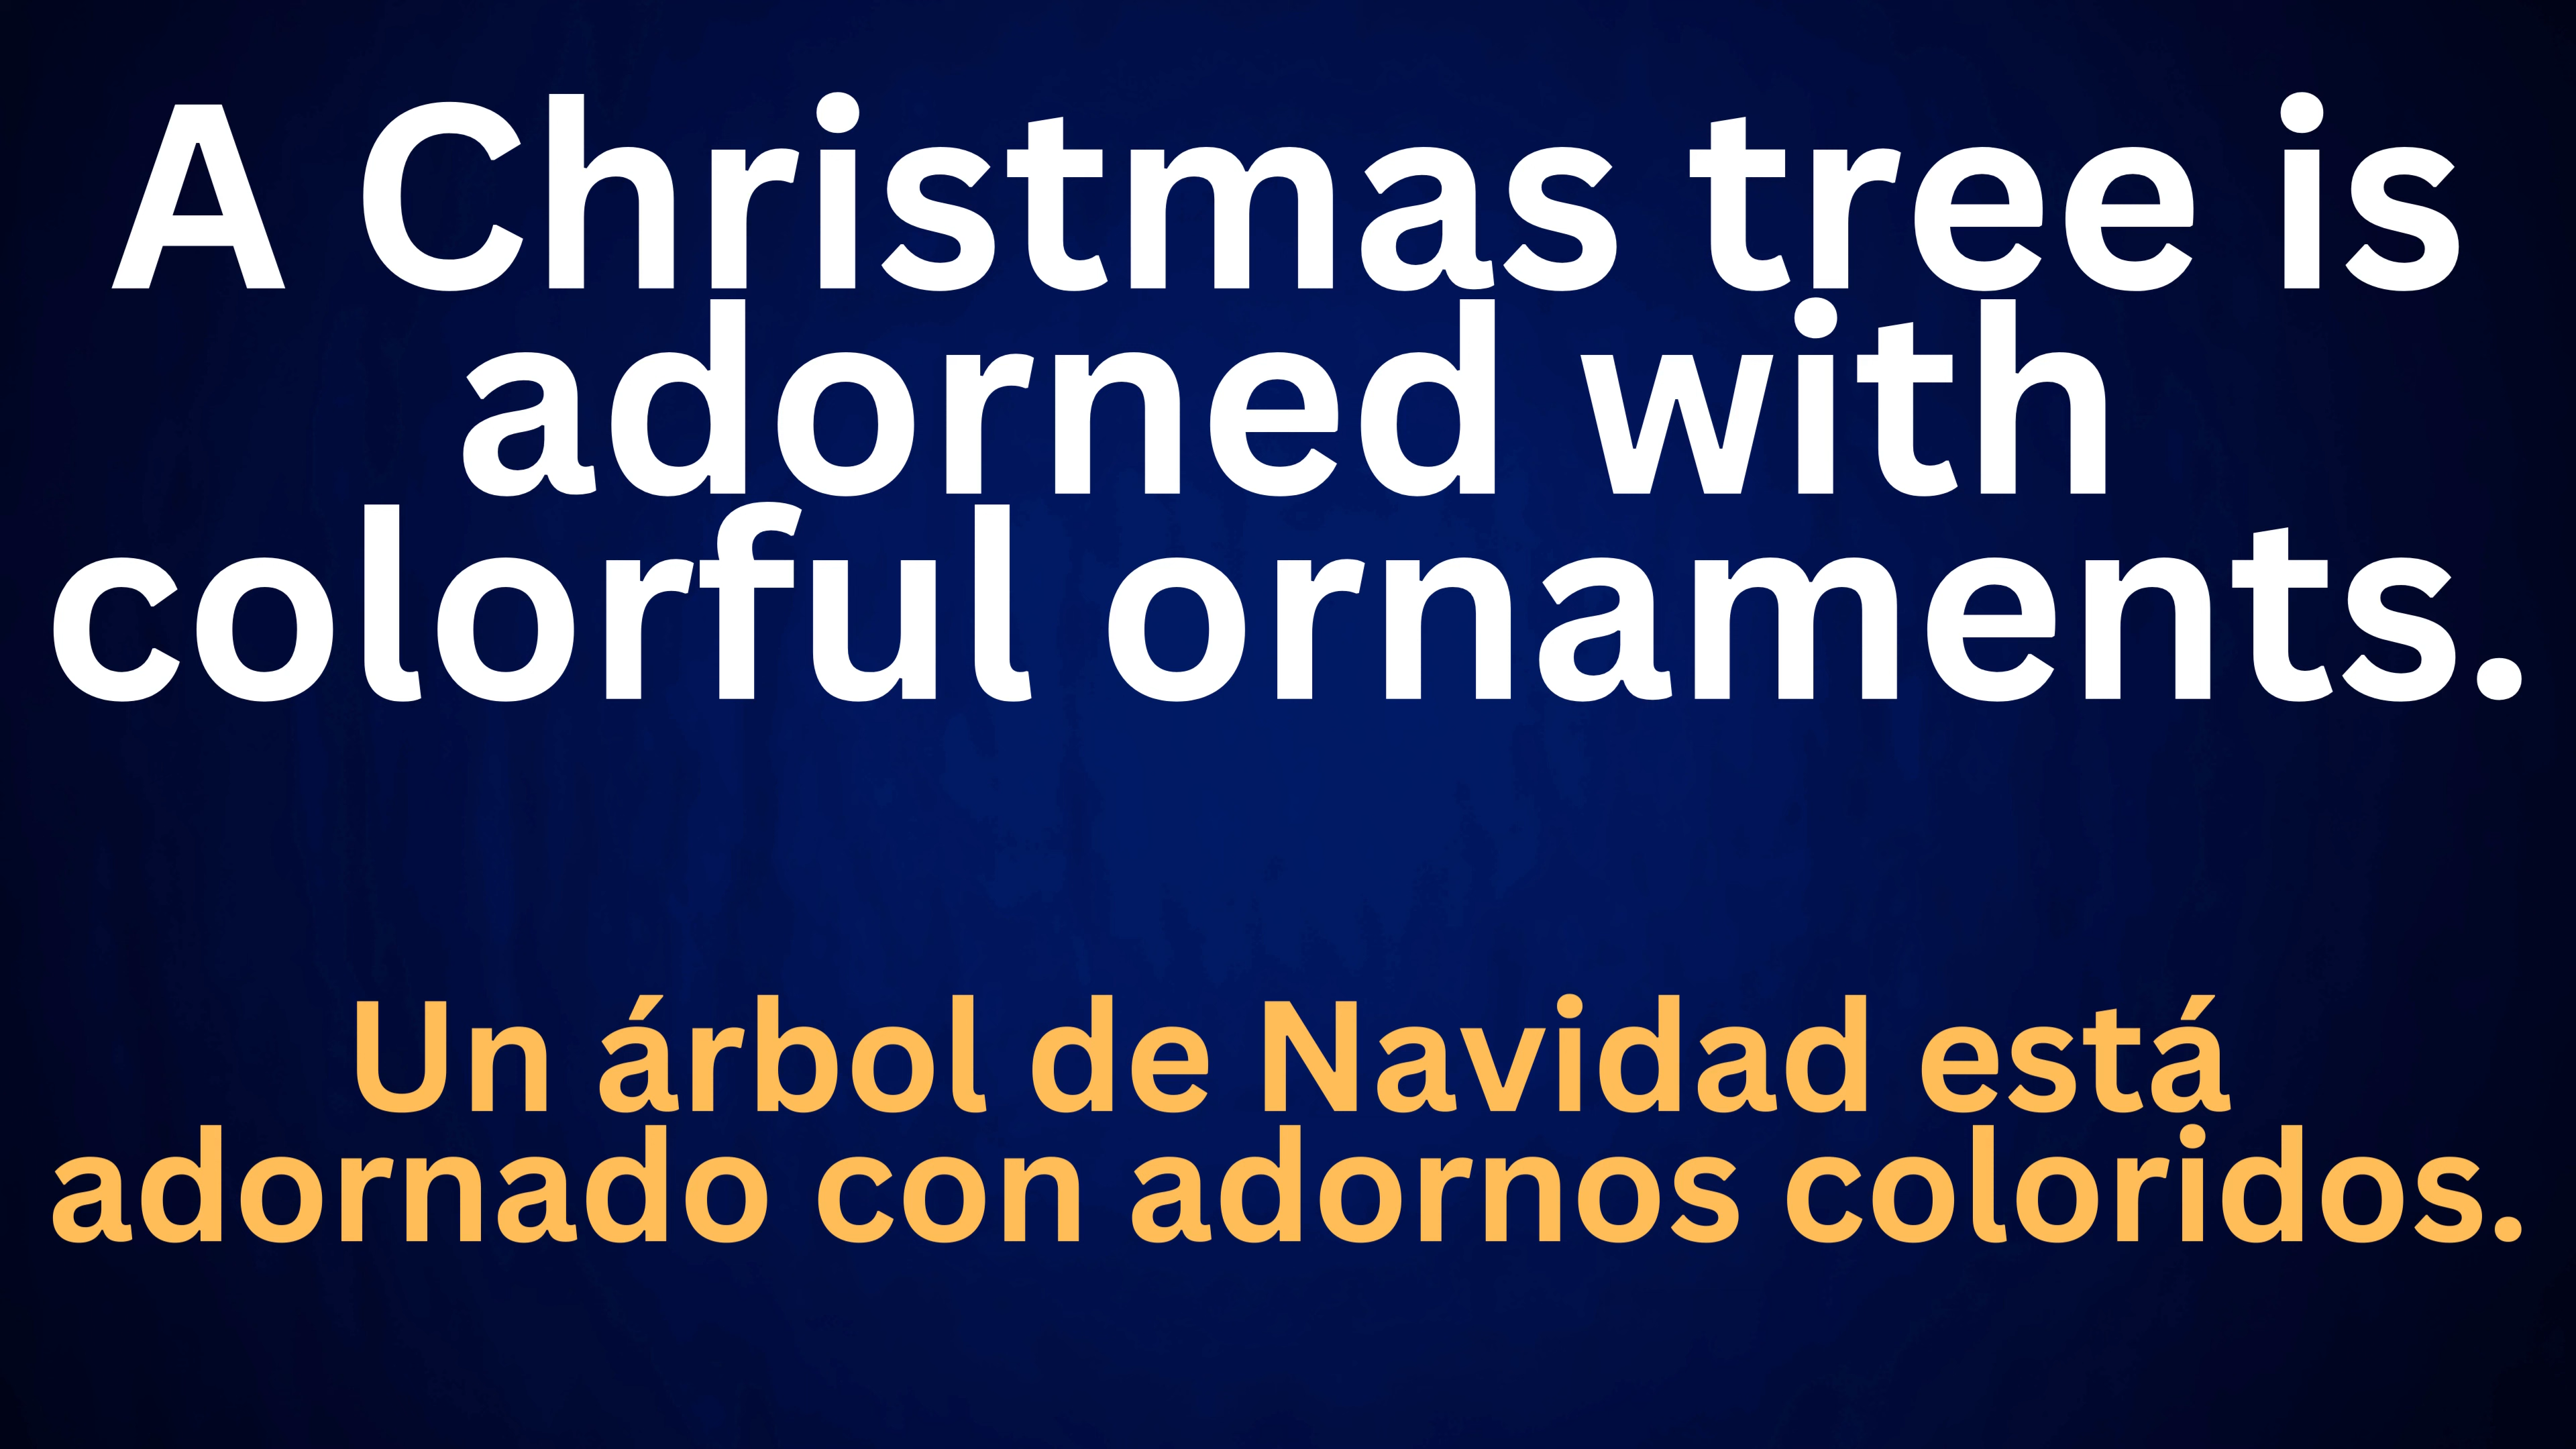 A Christmas tree is
adorned with
colorful ornaments.
Un árbol de Navidad está
adornado con adornos coloridos.